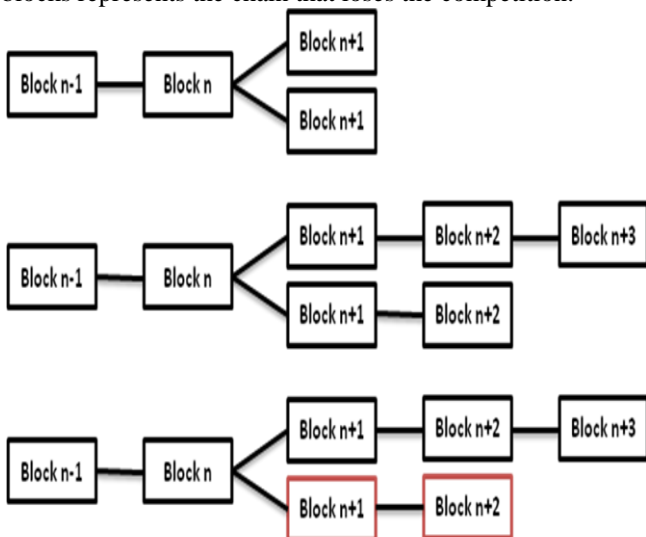 blocks represents the chain that loses the competition.
Block n+1
Block n-1 Block n
Block n+1
Block n+1 Block n+2 Block n+3
Block n-1 Block n
Block n+1 Block n+2
Block n+1 Block n+2 Block n+3
Block n-1 Block n
Block n+1 Block n+2